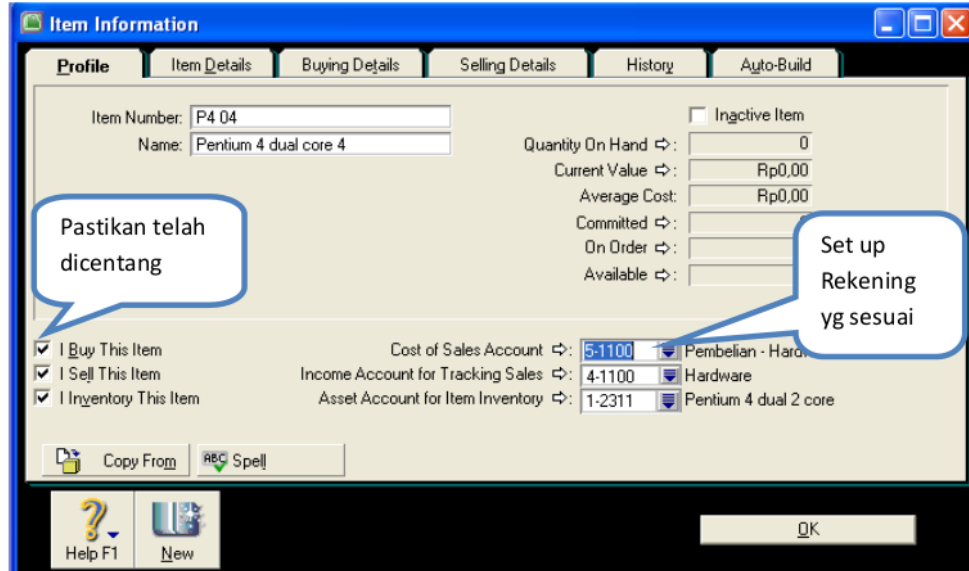 Item Information
Profile
Item Details
Buying Details
Selling Details
History
Auto-Build
Item Number: P4 04
Name: Pentium 4 dual core 4
Inactive Item
Quantity On Hand ⇨: 0
Current Value ⇨: Rp0,00
Average Cost: Rp0,00
Committed ⇨:
On Order ⇨:
Available ⇨:
Pastikan telah
dicentang
Set up
Rekening
yg sesuai
I Buy This Item
I Sell This Item
I Inventory This Item
Cost of Sales Account ⇨: 5-1100 Pembelian - Hardw
Income Account for Tracking Sales ⇨: 4-1100 Hardware
Asset Account for Item Inventory ⇨: 1-2311 Pentium 4 dual 2 core
Copy From
ABC Spell
Help F1
New
OK